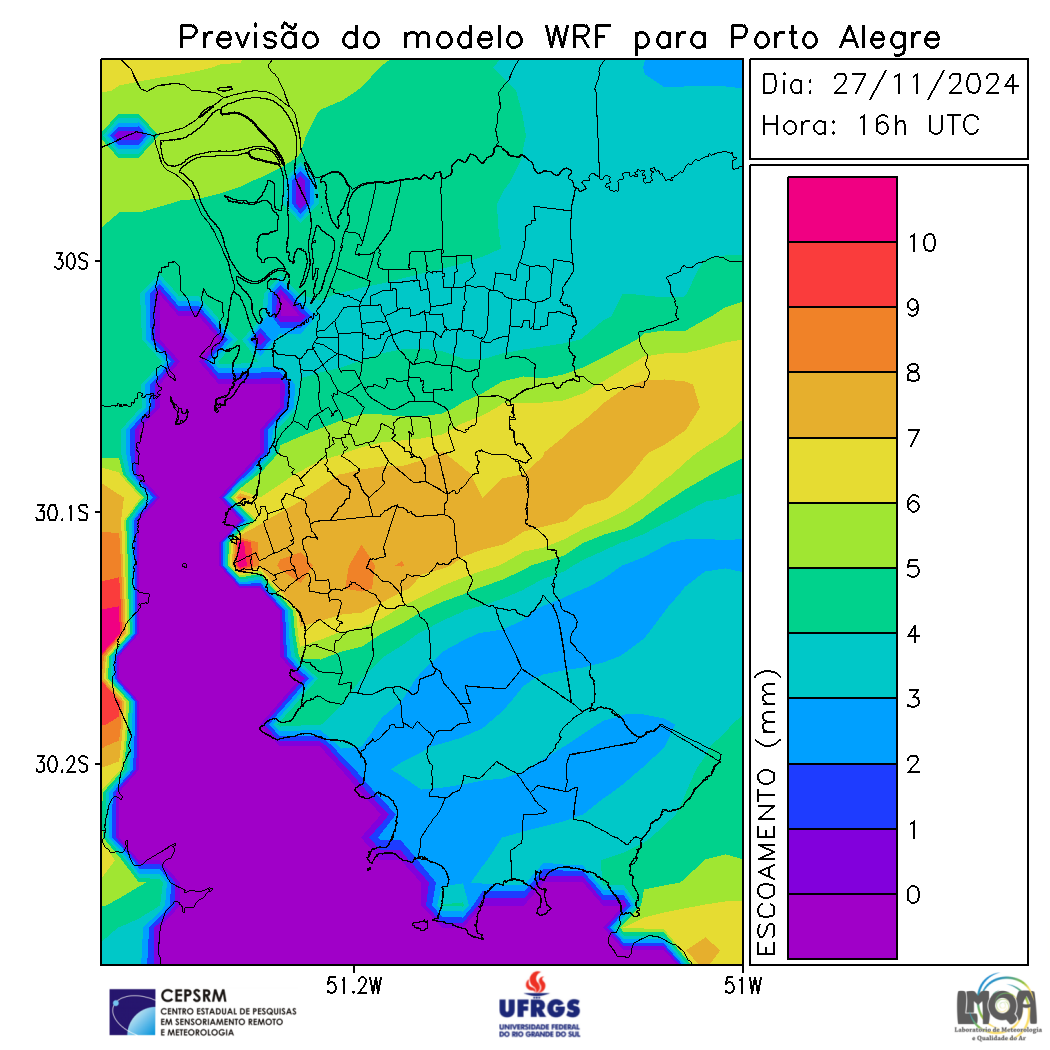 Previsão do modelo WRF para Porto Alegre
Dia: 27/11/2024
Hora: 16h UTC
30S
30.1S
30.2S
51.2W
51W
ESCOAMENTO (mm)
10
9
8
7
6
5
4
3
2
1
0
CEPSRM
CENTRO ESTADUAL DE PESQUISAS
EM SENSORIAMENTO REMOTO
E METEOROLOGIA
UFRGS
UNIVERSIDADE FEDERAL
DO RIO GRANDE DO SUL
LMQA
Laboratório de Meteorologia
e Qualidade do Ar